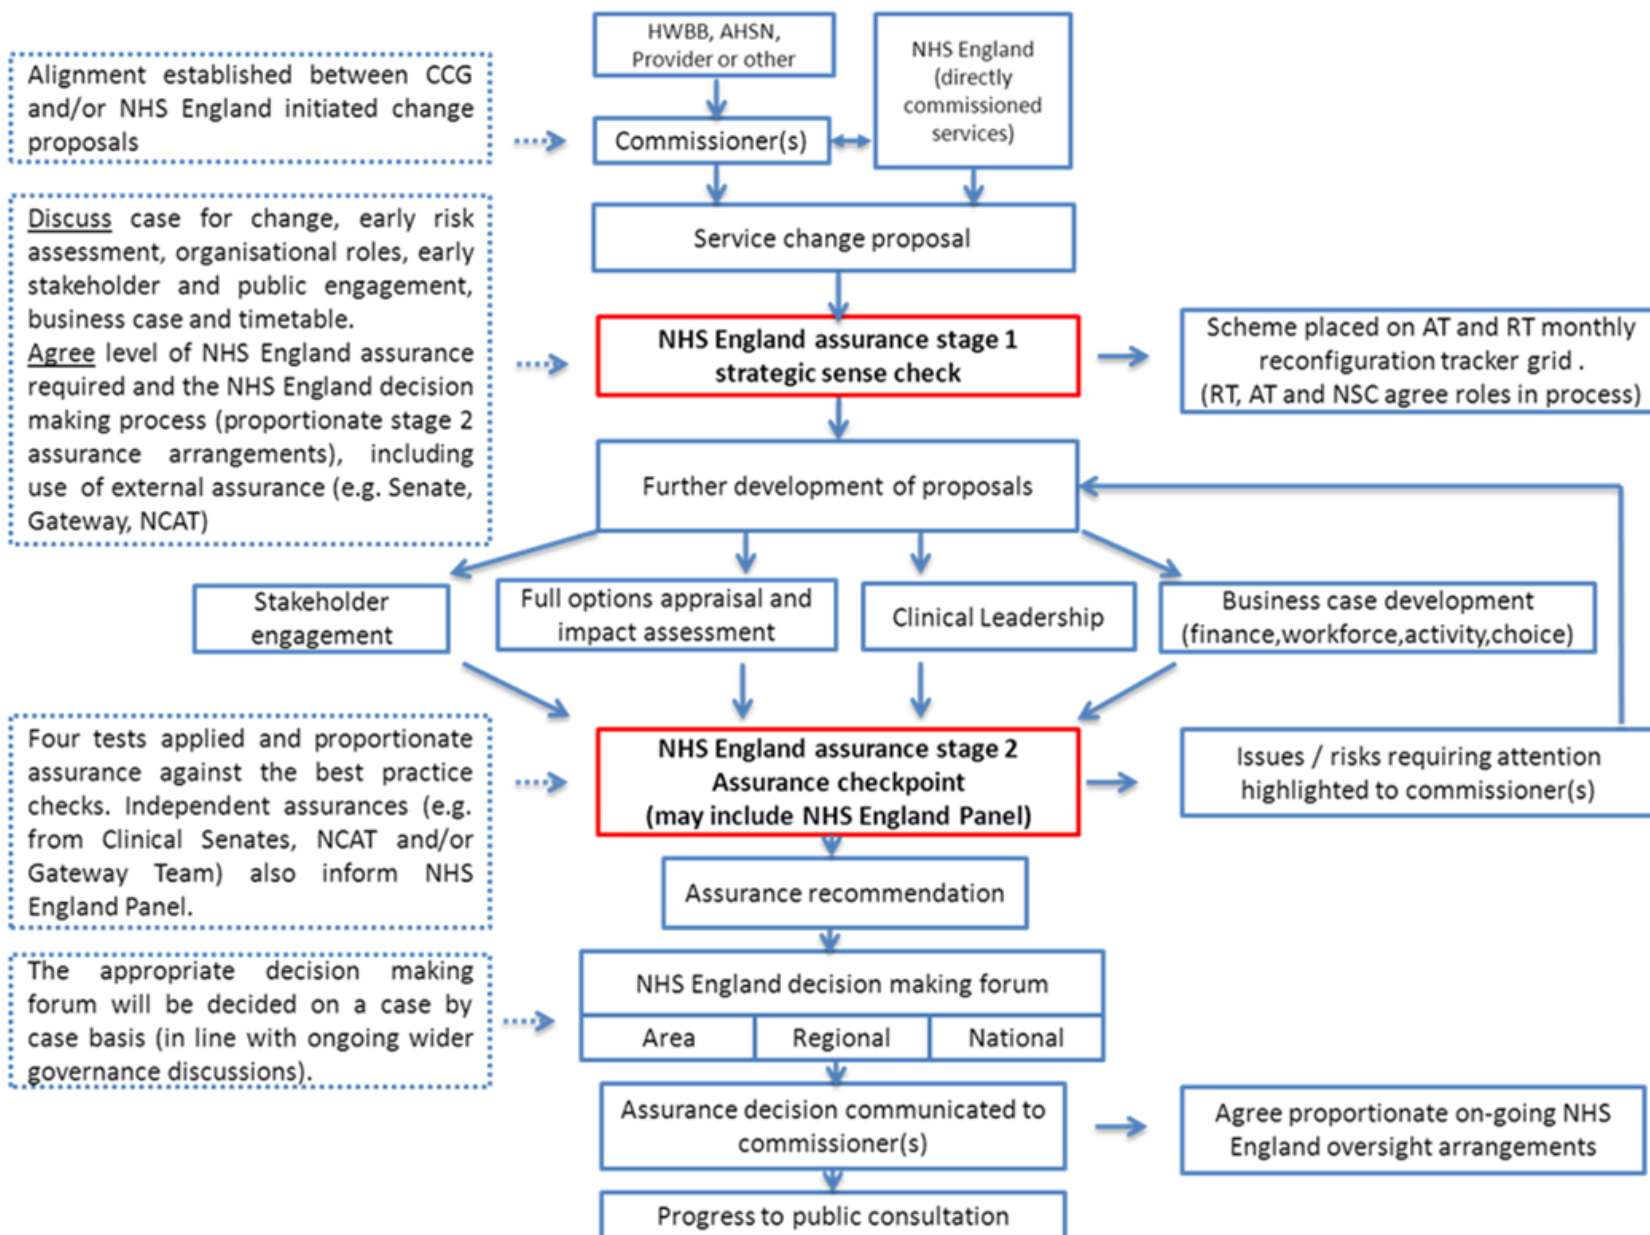 HWBB, AHSN,
Provider or other
NHS England
(directly
commissioned
services)
Alignment established between CCG
and/or NHS England initiated change
proposals
Commissioner(s)
Discuss case for change, early risk
assessment, organisational roles, early
stakeholder and public engagement,
business case and timetable.
Agree level of NHS England assurance
required and the NHS England decision
making process (proportionate stage 2
assurance arrangements), including
use of external assurance (e.g. Senate,
Gateway, NCAT)
Service change proposal
NHS England assurance stage 1
strategic sense check
Scheme placed on AT and RT monthly
reconfiguration tracker grid .
(RT, AT and NSC agree roles in process)
Further development of proposals
Stakeholder
engagement
Full options appraisal and
impact assessment
Clinical Leadership
Business case development
(finance,workforce,activity,choice)
Four tests applied and proportionate
assurance against the best practice
checks. Independent assurances (e.g.
from Clinical Senates, NCAT and/or
Gateway Team) also inform NHS
England Panel.
NHS England assurance stage 2
Assurance checkpoint
(may include NHS England Panel)
Issues / risks requiring attention
highlighted to commissioner(s)
Assurance recommendation
The appropriate decision making
forum will be decided on a case by
case basis (in line with ongoing wider
governance discussions).
NHS England decision making forum
Area
Regional
National
Assurance decision communicated to
commissioner(s)
Agree proportionate on-going NHS
England oversight arrangements
Progress to public consultation